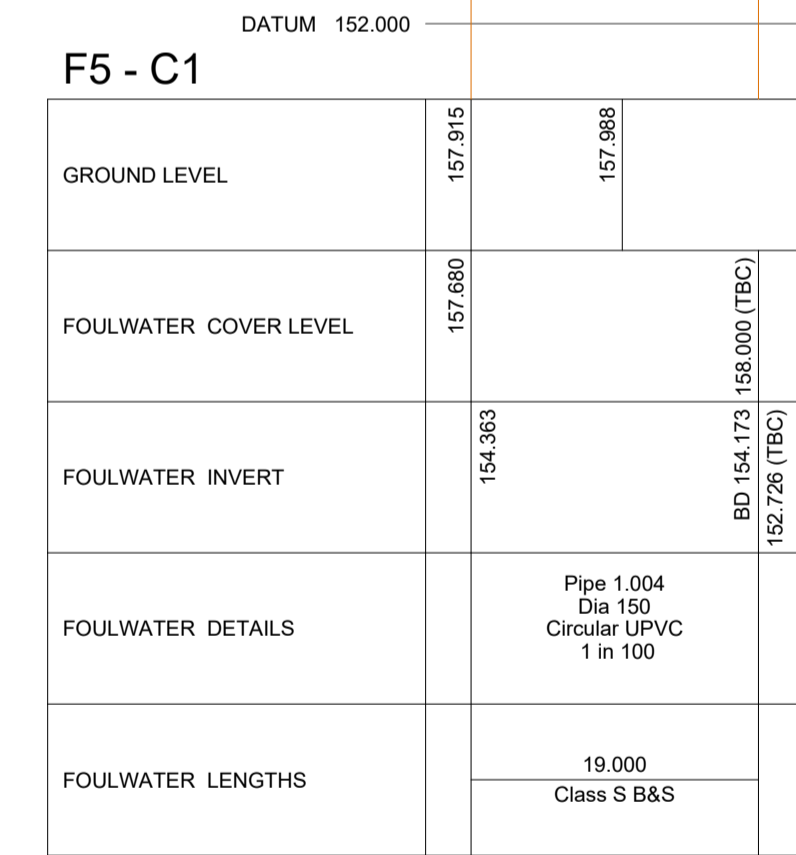 DATUM 152.000
F5 - C1
GROUND LEVEL
157.915
157.988
FOULWATER COVER LEVEL
157.680
158.000 (TBC)
FOULWATER INVERT
154.363
BD 154.173
152.726 (TBC)
FOULWATER DETAILS
Pipe 1.004
Dia 150
Circular UPVC
1 in 100
FOULWATER LENGTHS
19.000
Class S B&S